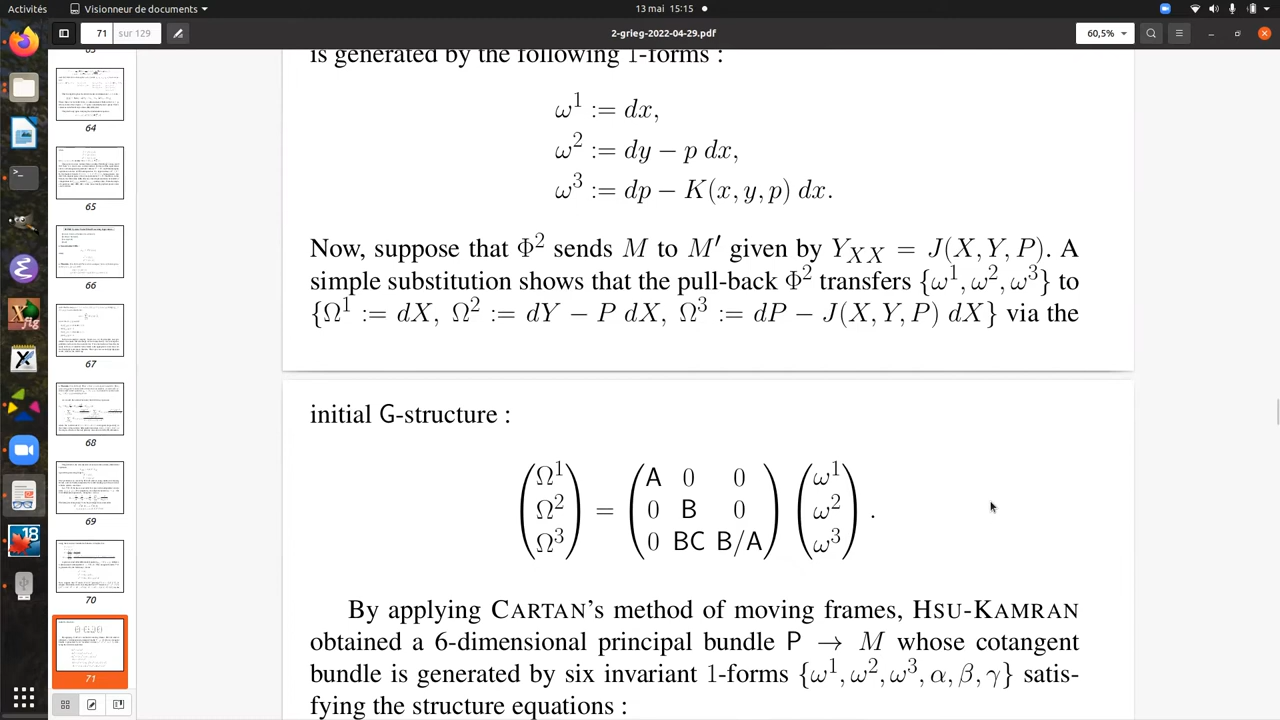 Activités
Visionneur de documents
13 mai 15:15
71 sur 129
2-grieg-2022-04-29.pdf
60,5%
64
65
66
67
68
69
70
71
18
is generated by the following 1-forms :
ω¹ := dx,
ω² := dy − p dx,
ω³ := dp − K(x, y, p) dx.
Now, suppose that Φ² sends M to M′ given by Y_XX = J(X, Y, P). A
simple substitution shows that the pull-back Φ² transfers {ω¹, ω², ω³} to
{Ω¹ := dX, Ω² := dY − P dX, Ω³ := dP − J(X, Y, P) dX} via the
initial G-structure :
(Ω¹) (A 0 0) (ω¹)
(Ω²) = (0 B 0) (ω²) .
(Ω³) (0 BC B/A) (ω³)
By applying CARTAN's method of moving frames, HSU-KAMRAN
obtained a 6-dimensional principal bundle P → M whose cotangent
bundle is generated by six invariant 1-forms {ω¹, ω², ω³, α, β, γ} satis-
fying the structure equations :